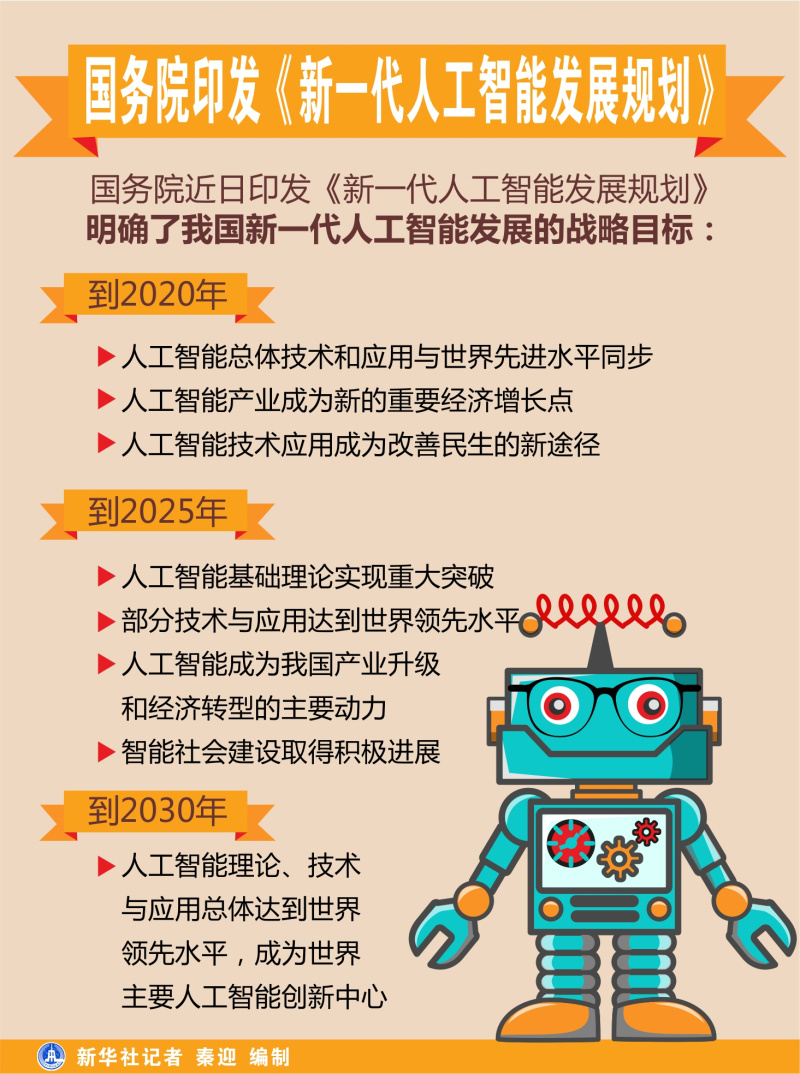 国务院印发《新一代人工智能发展规划》
国务院近日印发《新一代人工智能发展规划》
明确了我国新一代人工智能发展的战略目标：
到2020年
人工智能总体技术和应用与世界先进水平同步
人工智能产业成为新的重要经济增长点
人工智能技术应用成为改善民生的新途径
到2025年
人工智能基础理论实现重大突破
部分技术与应用达到世界领先水平
人工智能成为我国产业升级
和经济转型的主要动力
智能社会建设取得积极进展
到2030年
人工智能理论、技术
与应用总体达到世界
领先水平，成为世界
主要人工智能创新中心
新华社记者 秦迎 编制